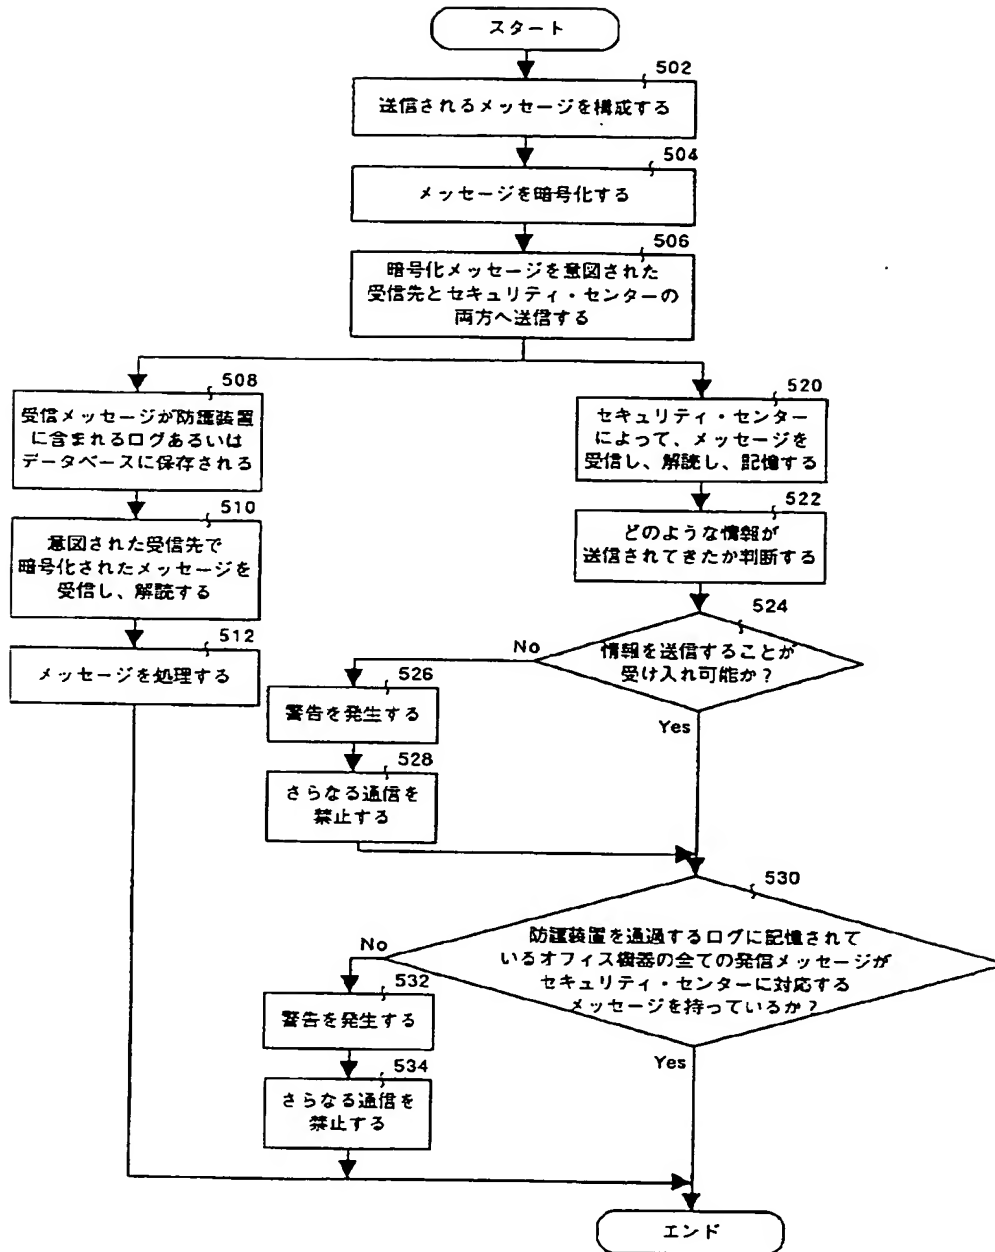 スタート
502
送信されるメッセージを構成する
504
メッセージを暗号化する
506
暗号化メッセージを意図された
受信先とセキュリティ・センターの
両方へ送信する
508
受信メッセージが防護装置
に含まれるログあるいは
データベースに保存される
510
意図された受信先で
暗号化されたメッセージを
受信し、解読する
512
メッセージを処理する
520
セキュリティ・センター
によって、メッセージを
受信し、解読し、記憶する
522
どのような情報が
送信されてきたか判断する
524
情報を送信することが
受け入れ可能か?
No
Yes
526
警告を発生する
528
さらなる通信を
禁止する
530
防護装置を通過するログに記憶されて
いるオフィス機器の全ての発信メッセージが
セキュリティ・センターに対応する
メッセージを持っているか?
No
Yes
532
警告を発生する
534
さらなる通信を
禁止する
エンド